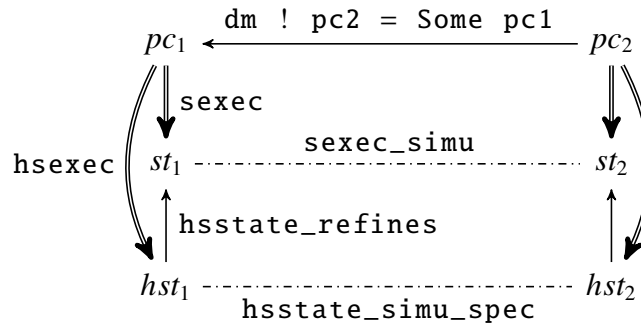 dm ! pc2 = Some pc1
pc1 pc2
sexec
hsexec
st1 sexec_simu st2
hsstate_refines
hst1 hst2
hsstate_simu_spec